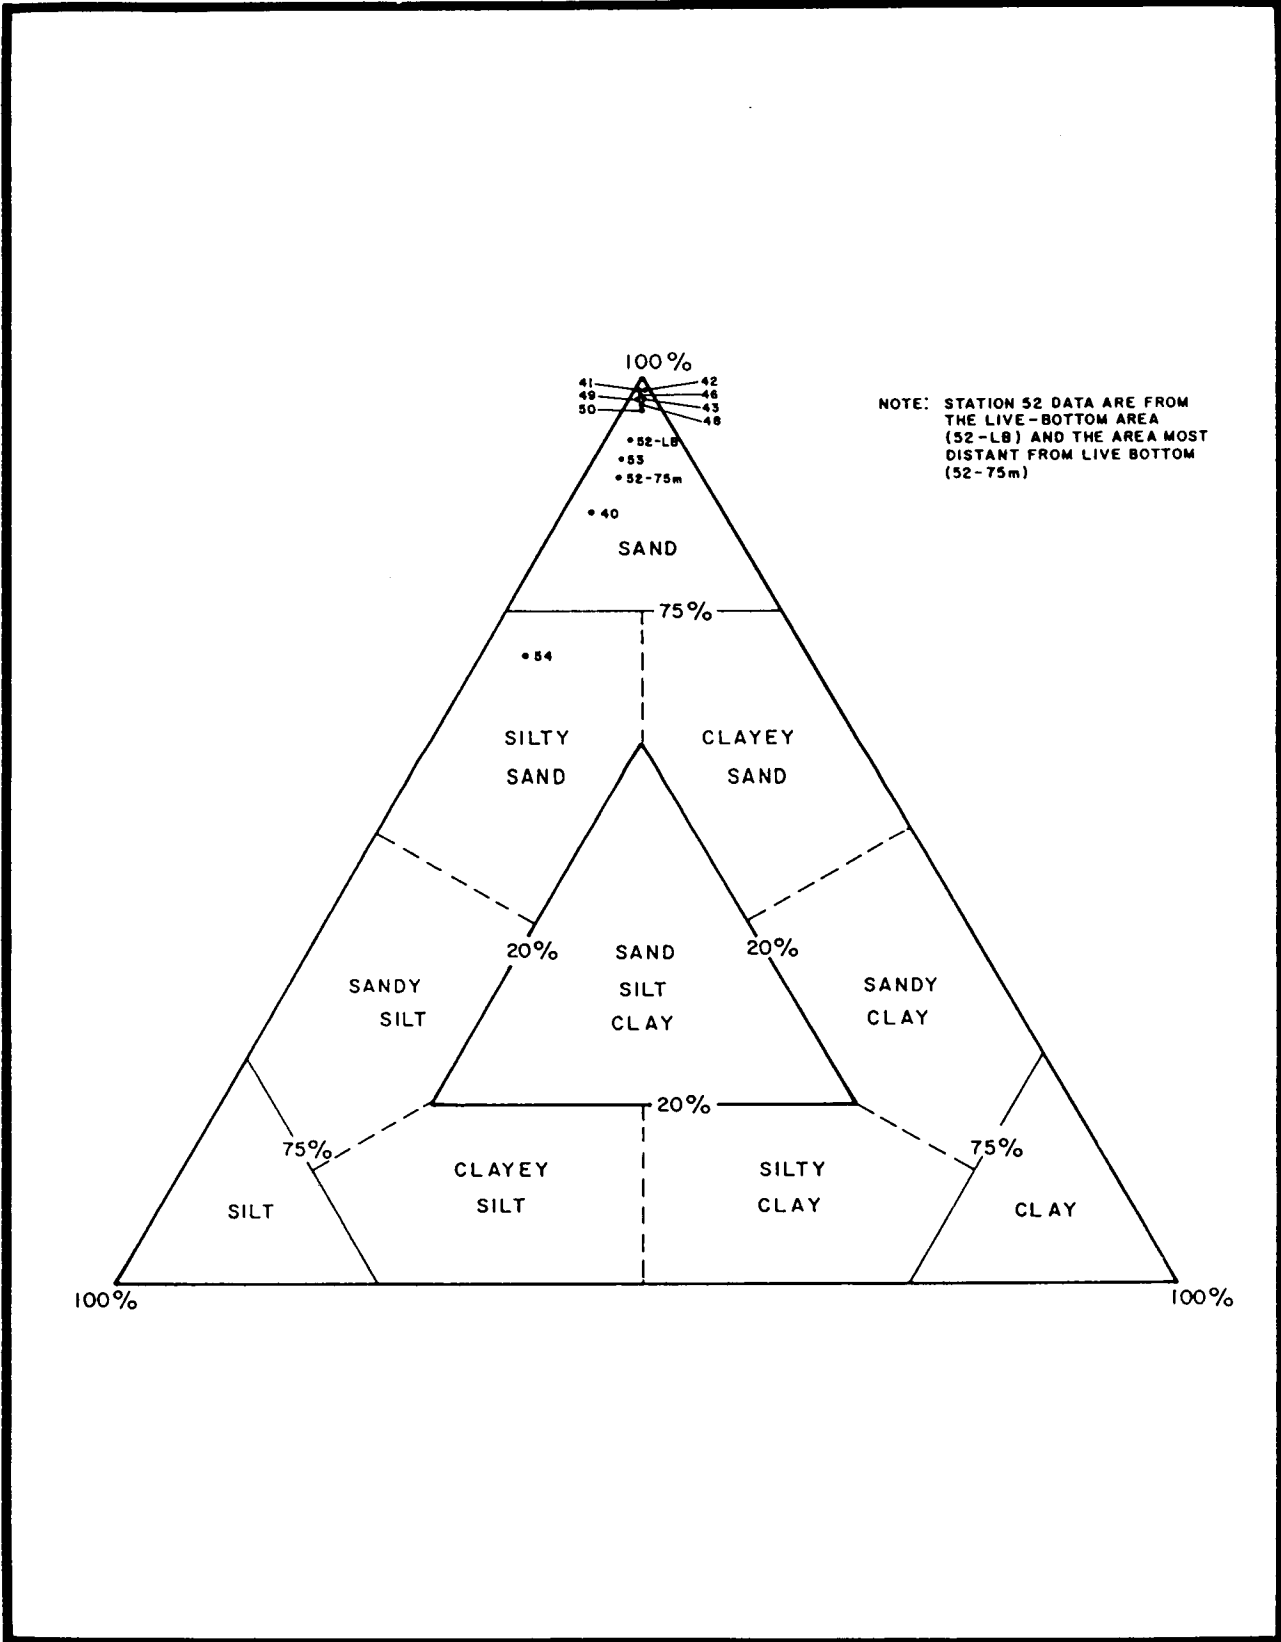 100%
41
42
49
46
50
43
48
NOTE: STATION 52 DATA ARE FROM
THE LIVE-BOTTOM AREA
(52-LB) AND THE AREA MOST
DISTANT FROM LIVE BOTTOM
(52-75m)
52-LB
53
52-75m
40
SAND
75%
54
SILTY
SAND
CLAYEY
SAND
20%
20%
SAND
SILT
CLAY
SANDY
SILT
SANDY
CLAY
20%
75%
75%
CLAYEY
SILT
SILTY
CLAY
SILT
CLAY
100%
100%